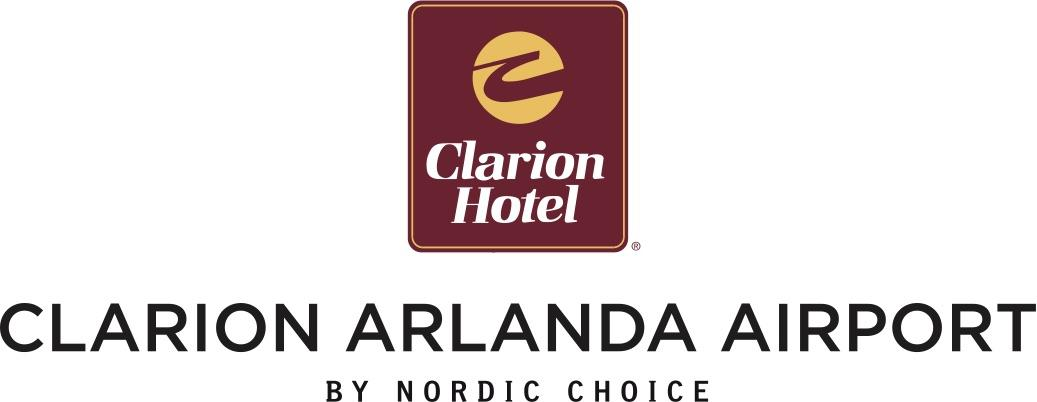 Clarion
Hotel
®
CLARION ARLANDA AIRPORT
BY NORDIC CHOICE